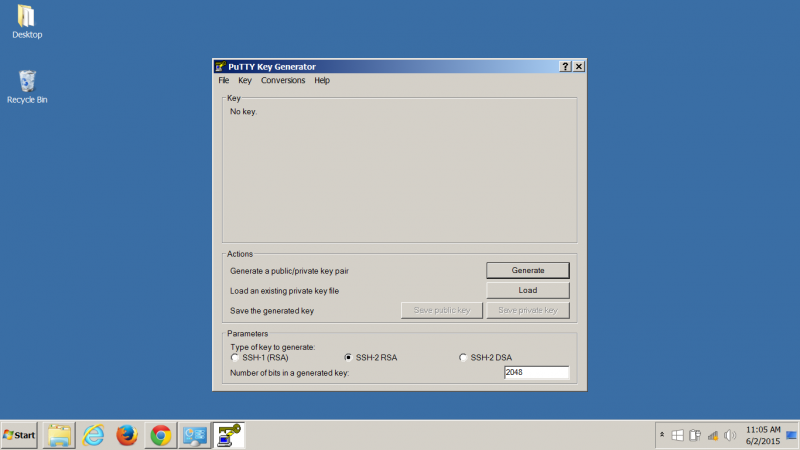 Desktop
Recycle Bin
PuTTY Key Generator
File Key Conversions Help
Key
No key.
Actions
Generate a public/private key pair
Generate
Load an existing private key file
Load
Save the generated key
Save public key
Save private key
Parameters
Type of key to generate:
SSH-1 (RSA)
SSH-2 RSA
SSH-2 DSA
Number of bits in a generated key:
2048
Start
11:05 AM
6/2/2015